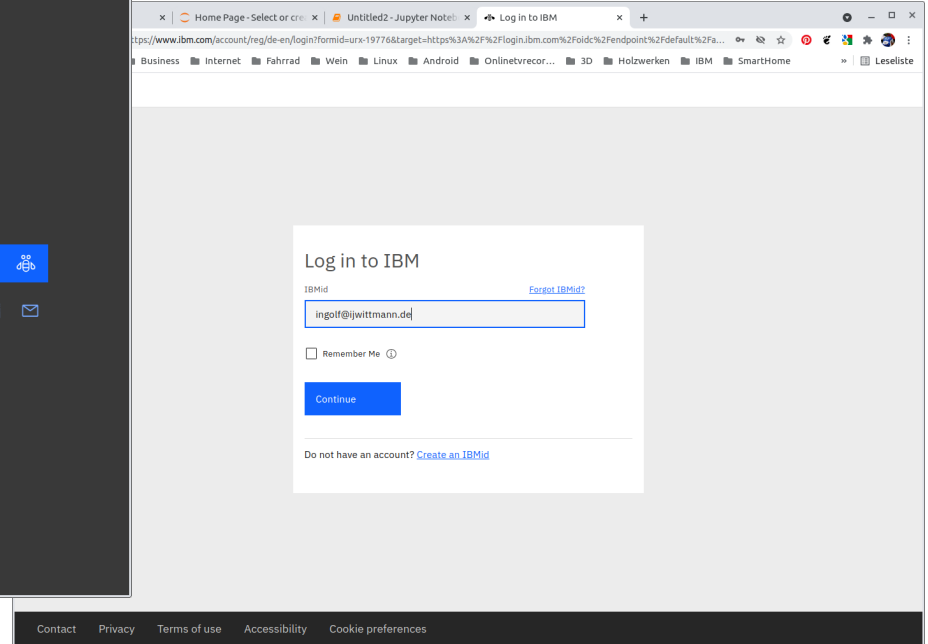 Home Page - Select or cre
Untitled2 - Jupyter Noteb
Log in to IBM
ttps://www.ibm.com/account/reg/de-en/login?formid=urx-19776&target=https%3A%2F%2Flogin.ibm.com%2Foidc%2Fendpoint%2Fdefault%2Fa...
Business Internet Fahrrad Wein Linux Android Onlinetvrecor... 3D Holzwerken IBM SmartHome » Leseliste
Log in to IBM
IBMid Forgot IBMid?
ingolf@ijwittmann.de
Remember Me
Continue
Do not have an account? Create an IBMid
Contact Privacy Terms of use Accessibility Cookie preferences